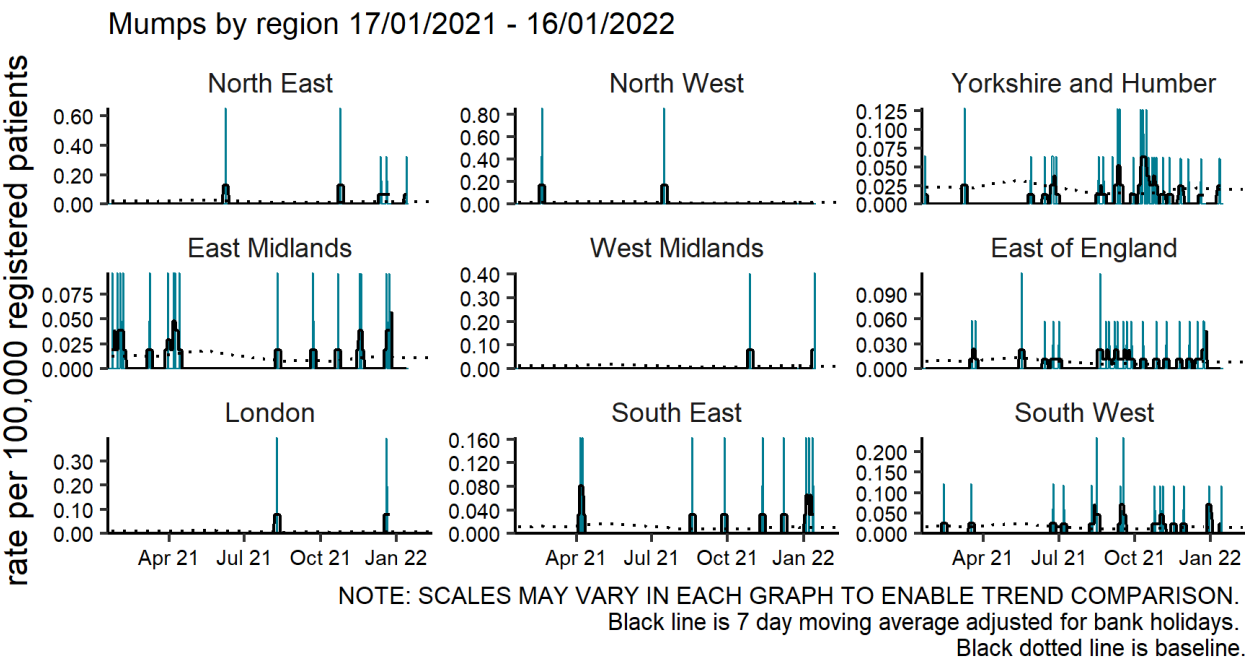 Mumps by region 17/01/2021 - 16/01/2022
rate per 100,000 registered patients
North East
0.60
0.40
0.20
0.00
North West
0.80
0.60
0.40
0.20
0.00
Yorkshire and Humber
0.125
0.100
0.075
0.050
0.025
0.000
East Midlands
0.075
0.050
0.025
0.000
West Midlands
0.40
0.30
0.20
0.10
0.00
East of England
0.090
0.060
0.030
0.000
London
0.30
0.20
0.10
0.00
South East
0.160
0.120
0.080
0.040
0.000
South West
0.200
0.150
0.100
0.050
0.000
Apr 21 Jul 21 Oct 21 Jan 22
Apr 21 Jul 21 Oct 21 Jan 22
Apr 21 Jul 21 Oct 21 Jan 22
NOTE: SCALES MAY VARY IN EACH GRAPH TO ENABLE TREND COMPARISON.
Black line is 7 day moving average adjusted for bank holidays.
Black dotted line is baseline.